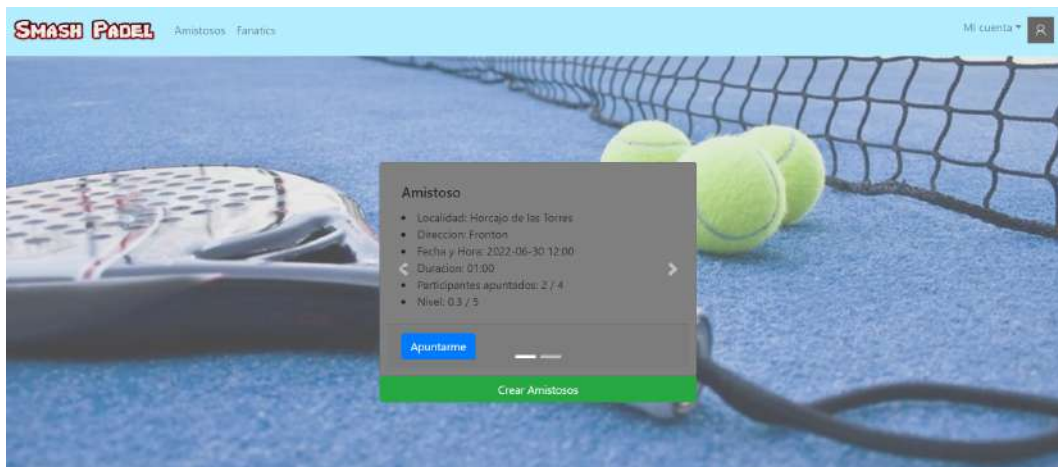 SMASH PADEL
Amistosos Fanatics
Mi cuenta
Amistoso
Localidad: Horcajo de las Torres
Direccion: Fronton
Fecha y Hora: 2022-06-30 12:00
Duracion: 01:00
Participantes apuntados: 2 / 4
Nivel: 0.3 / 5
Apuntarme
Crear Amistosos